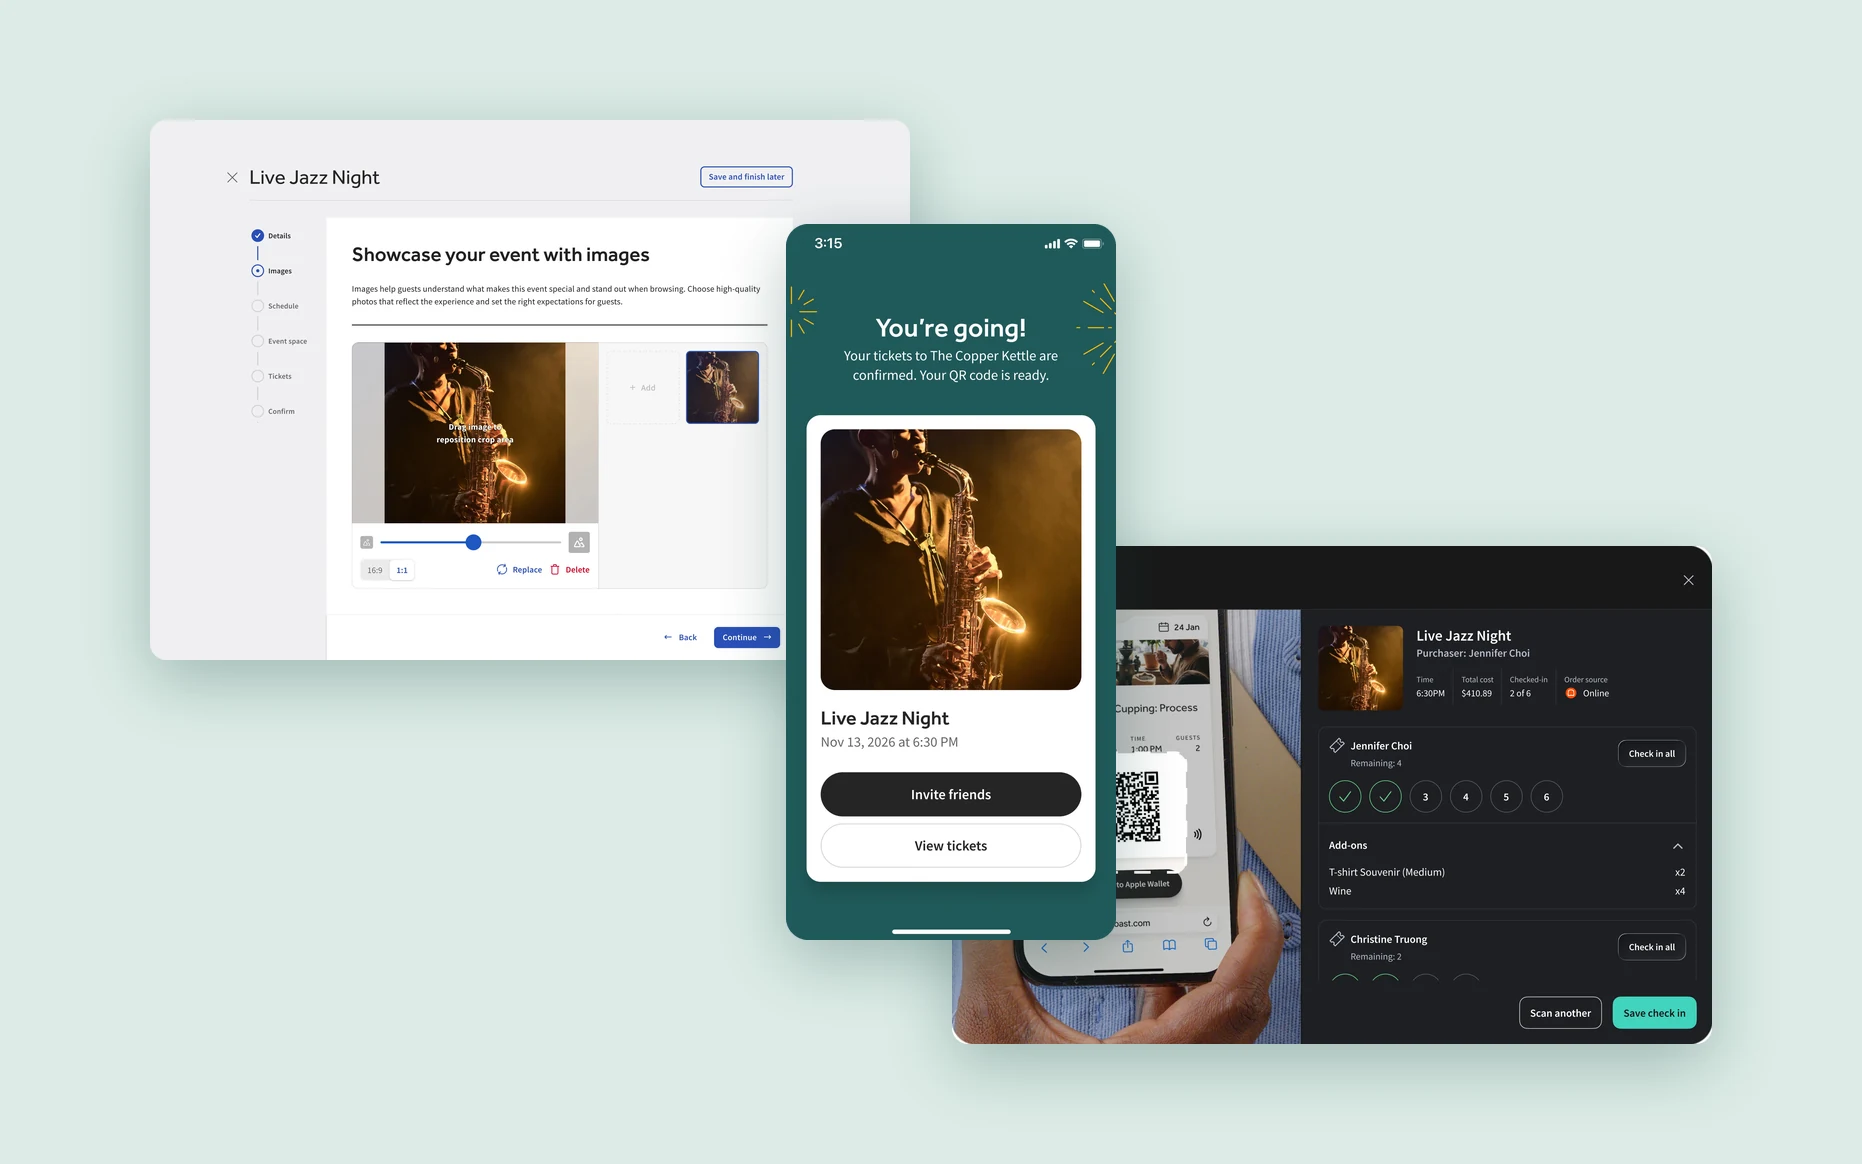 Live Jazz Night
Save and finish later
Details
Images
Schedule
Event space
Tickets
Confirm
Showcase your event with images
Images help guests understand what makes this event special and stand out when browsing. Choose high-quality
photos that reflect the experience and set the right expectations for guests.
Drag image to
reposition crop area
+ Add
16:9
1:1
Replace
Delete
Back
Continue
3:15
You're going!
Your tickets to The Copper Kettle are
confirmed. Your QR code is ready.
Live Jazz Night
Nov 13, 2026 at 6:30 PM
Invite friends
View tickets
24 Jan
Cupping: Process
TIME
GUESTS
1:00 PM
2
to Apple Wallet
oast.com
Live Jazz Night
Purchaser: Jennifer Choi
Time
Total cost
Checked-in
Order source
6:30PM
$410.89
2 of 6
Online
Jennifer Choi
Remaining: 4
Check in all
3
4
5
6
Add-ons
T-shirt Souvenir (Medium)
x2
Wine
x4
Christine Truong
Remaining: 2
Check in all
Scan another
Save check in